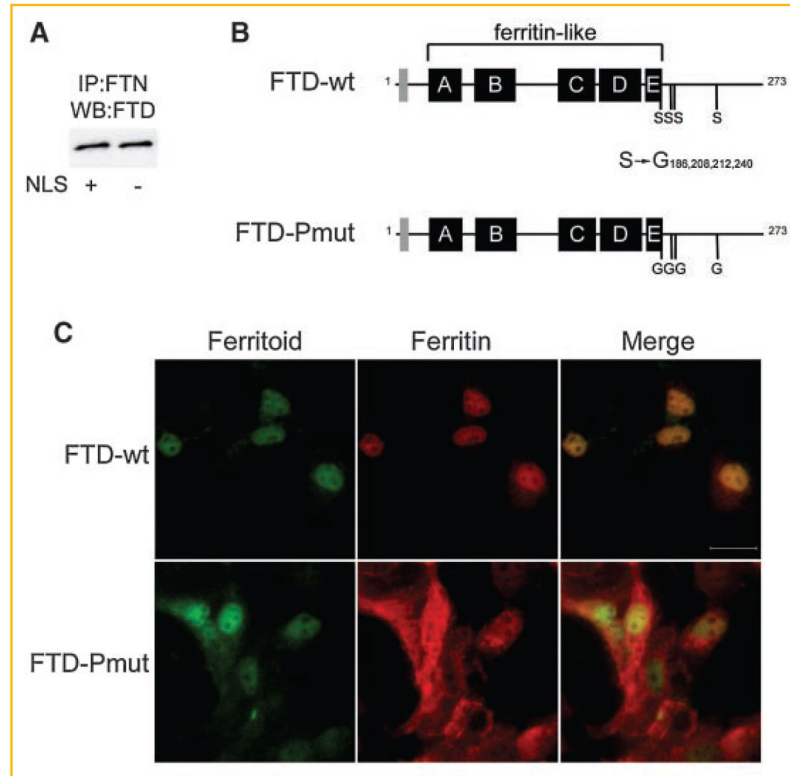 A
IP:FTN
WB:FTD
NLS + -
B
ferritin-like
FTD-wt
1 A B C D E 273
SSS S
S→G186,208,212,240
FTD-Pmut
1 A B C D E 273
GGG G
C
Ferritoid Ferritin Merge
FTD-wt
FTD-Pmut